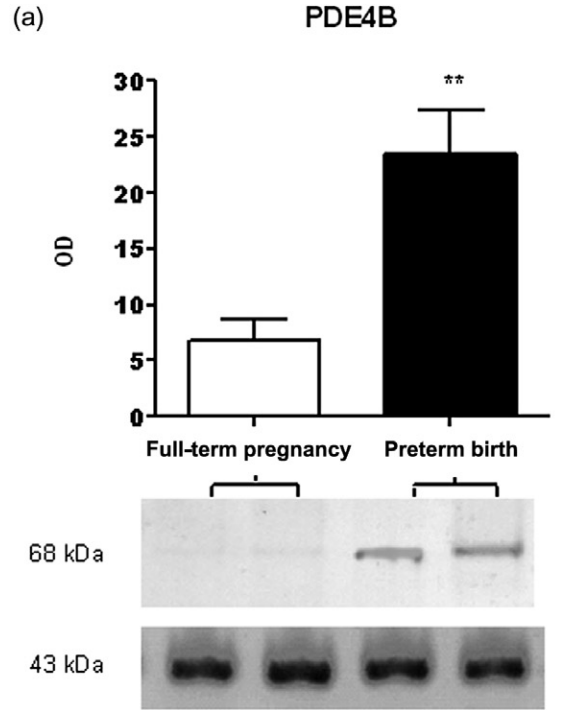 (a)
PDE4B
**
30
25
20
15
10
5
0
OD
Full-term pregnancy Preterm birth
68 kDa
43 kDa